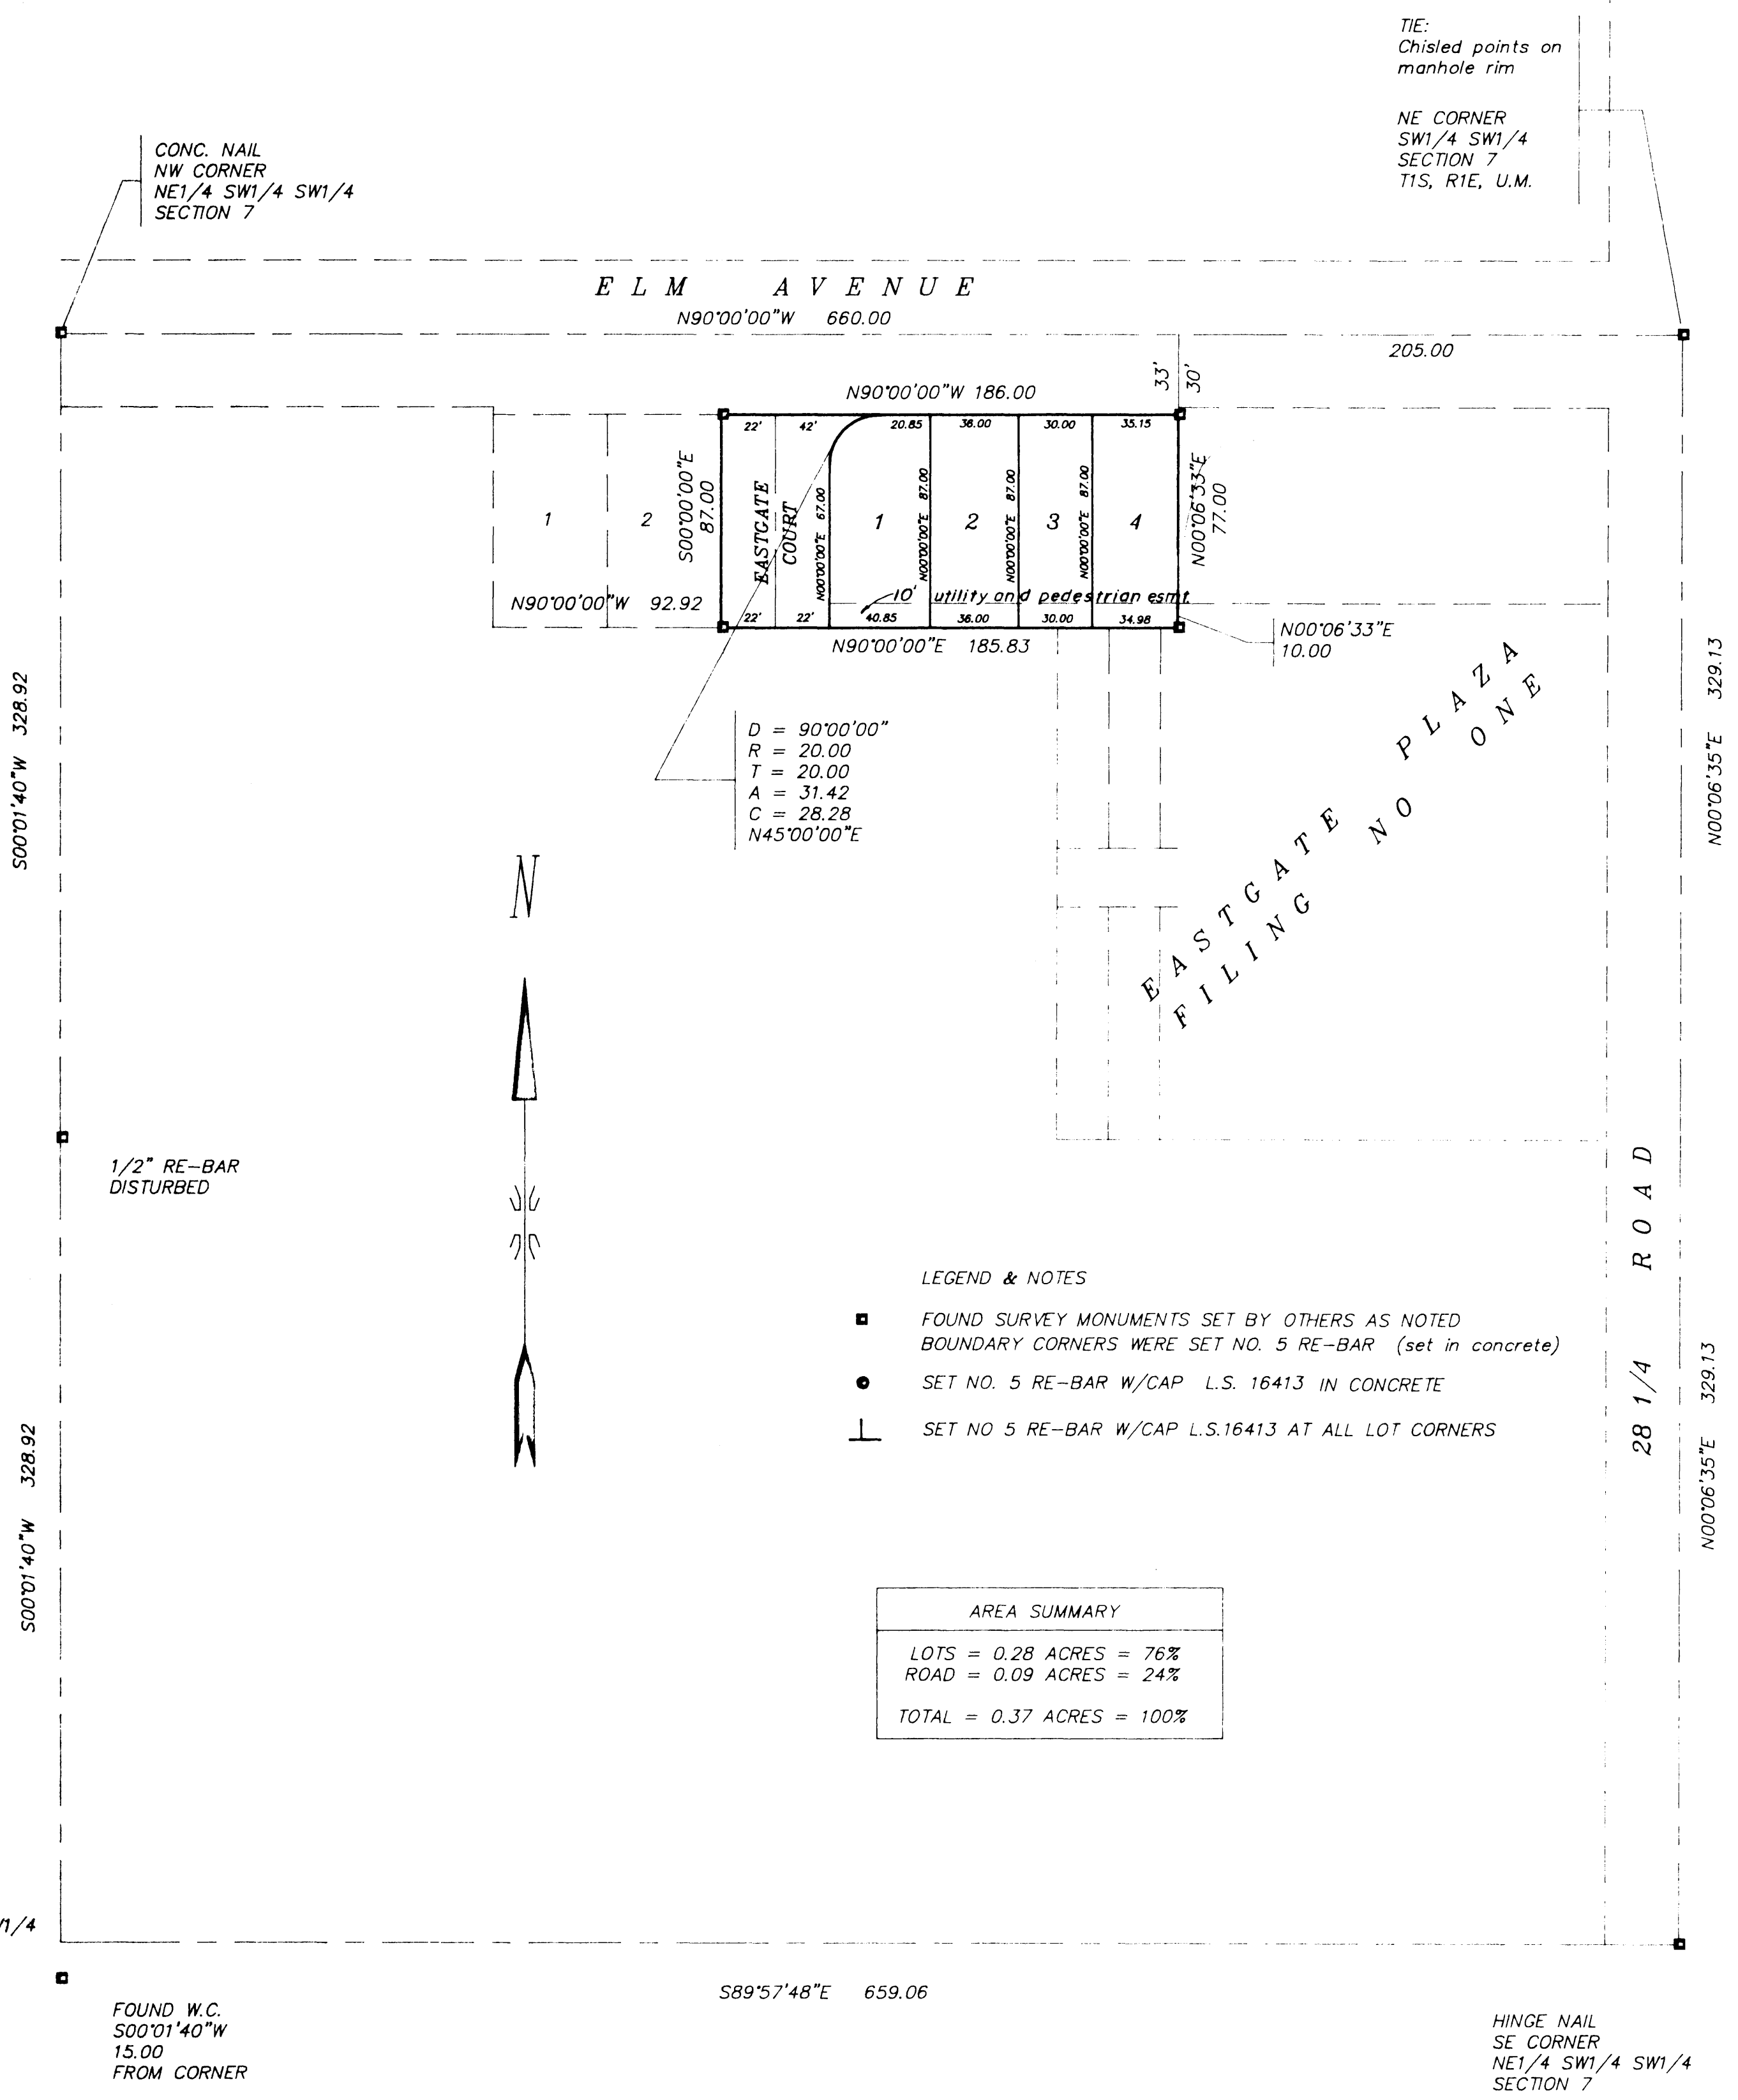 TIE:
Chisled points on
manhole rim
NE CORNER
SW1/4 SW1/4
SECTION 7
T1S, R1E, U.M.
CONC. NAIL
NW CORNER
NE1/4 SW1/4 SW1/4
SECTION 7
ELM AVENUE
N90°00'00"W 660.00
205.00
33'
30'
N90°00'00"W 186.00
22'
42'
20.85
36.00
30.00
35.15
S00°00'00"E
87.00
EASTGATE
COURT
N00°00'00"E 67.00
N00°00'00"E 87.00
N00°00'00"E 87.00
N00°00'00"E 87.00
N00°06'33"E
77.00
1
2
1
2
3
4
10' utility and pedestrian esmt.
N90°00'00"W 92.92
22'
22'
40.85
36.00
30.00
34.98
N90°00'00"E 185.83
N00°06'33"E
10.00
D = 90°00'00"
R = 20.00
T = 20.00
A = 31.42
C = 28.28
N45°00'00"E
EASTGATE PLAZA
FILING NO ONE
S00°01'40"W 328.92
N00°06'35"E 329.13
N
1/2" RE-BAR
DISTURBED
LEGEND & NOTES
FOUND SURVEY MONUMENTS SET BY OTHERS AS NOTED
BOUNDARY CORNERS WERE SET NO. 5 RE-BAR (set in concrete)
SET NO. 5 RE-BAR W/CAP L.S. 16413 IN CONCRETE
SET NO 5 RE-BAR W/CAP L.S.16413 AT ALL LOT CORNERS
28 1/4 ROAD
S00°01'40"W 328.92
N00°06'35"E 329.13
AREA SUMMARY
LOTS = 0.28 ACRES = 76%
ROAD = 0.09 ACRES = 24%
TOTAL = 0.37 ACRES = 100%
1/4
S89°57'48"E 659.06
FOUND W.C.
S00°01'40"W
15.00
FROM CORNER
HINGE NAIL
SE CORNER
NE1/4 SW1/4 SW1/4
SECTION 7